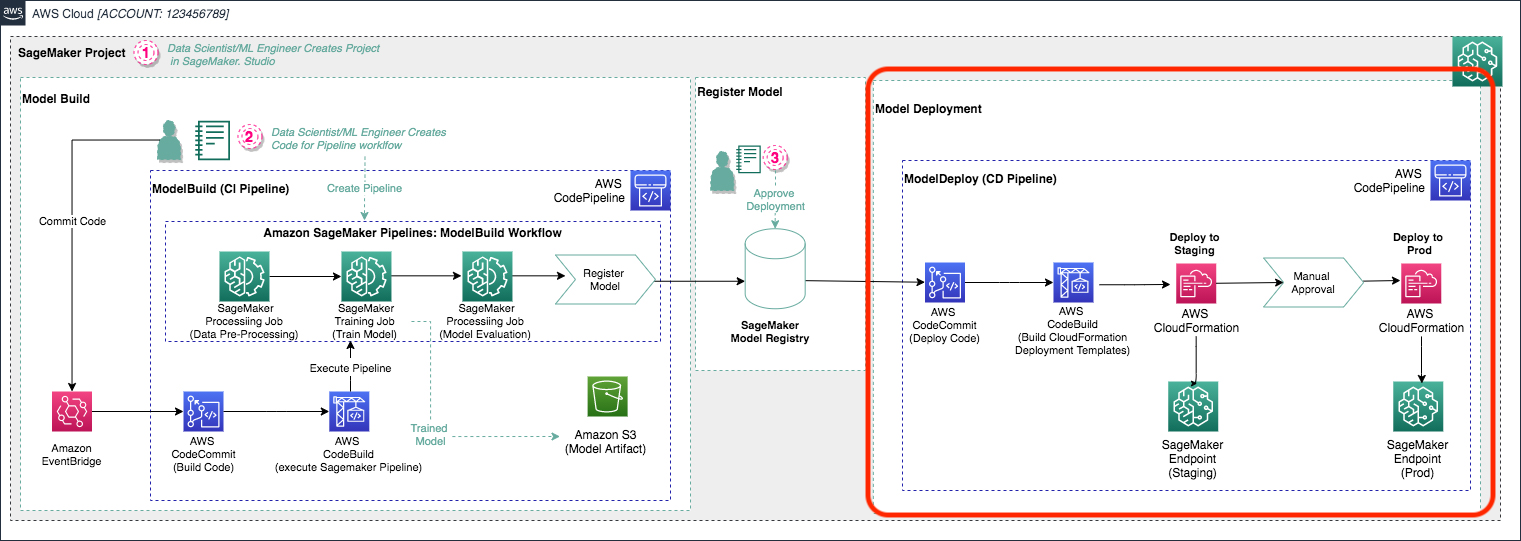 aws
AWS Cloud [ACCOUNT: 123456789]
SageMaker Project
1
Data Scientist/ML Engineer Creates Project
in SageMaker. Studio
Model Build
2
Data Scientist/ML Engineer Creates
Code for Pipeline worklfow
Commit Code
ModelBuild (CI Pipeline)
Create Pipeline
AWS
CodePipeline
Amazon SageMaker Pipelines: ModelBuild Workflow
SageMaker
Processiing Job
(Data Pre-Processing)
SageMaker
Training Job
(Train Model)
SageMaker
Processiing Job
(Model Evaluation)
Register
Model
Execute Pipeline
Amazon
EventBridge
AWS
CodeCommit
(Build Code)
AWS
CodeBuild
(execute Sagemaker Pipeline)
Trained
Model
Amazon S3
(Model Artifact)
Register Model
3
Approve
Deployment
SageMaker
Model Registry
Model Deployment
ModelDeploy (CD Pipeline)
AWS
CodePipeline
AWS
CodeCommit
(Deploy Code)
AWS
CodeBuild
(Build CloudFormation
Deployment Templates)
Deploy to
Staging
AWS
CloudFormation
Manual
Approval
Deploy to
Prod
AWS
CloudFormation
SageMaker
Endpoint
(Staging)
SageMaker
Endpoint
(Prod)